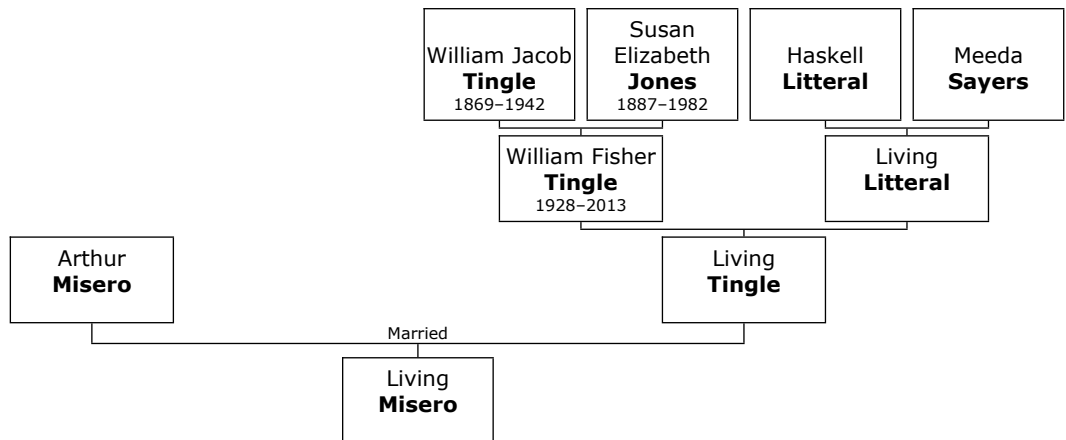 William Jacob
Tingle
1869–1942
Susan
Elizabeth
Jones
1887–1982
Haskell
Litteral
Meeda
Sayers
William Fisher
Tingle
1928–2013
Living
Litteral
Arthur
Misero
Living
Tingle
Married
Living
Misero